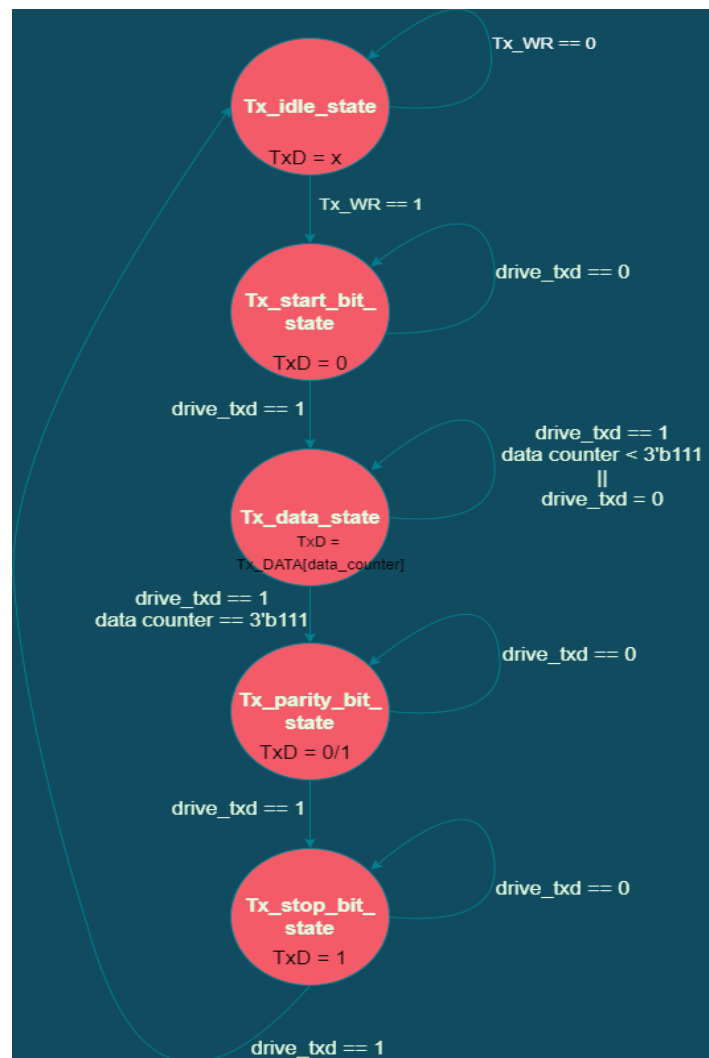 Tx_WR == 0
Tx_idle_state
TxD = x
Tx_WR == 1
drive_txd == 0
Tx_start_bit_
state
TxD = 0
drive_txd == 1
drive_txd == 1
data counter < 3'b111
||
drive_txd = 0
Tx_data_state
TxD =
Tx_DATA[data_counter]
drive_txd == 1
data counter == 3'b111
drive_txd == 0
Tx_parity_bit_
state
TxD = 0/1
drive_txd == 1
drive_txd == 0
Tx_stop_bit_
state
TxD = 1
drive_txd == 1